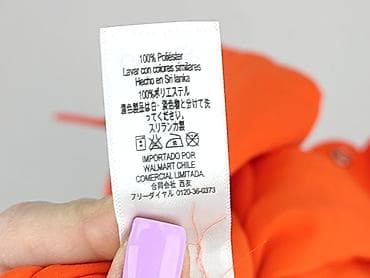 100% Poliéster
Lavar con colores similares
Hecho en Sri lanka
100%ポリエステル
濃色製品は白・淡色物と分けて洗
ってください。
スリランカ製
IMPORTADO POR
WALMART CHILE
COMERCIAL LIMITADA.
合同会社 西友
フリーダイヤル 0120-36-0373